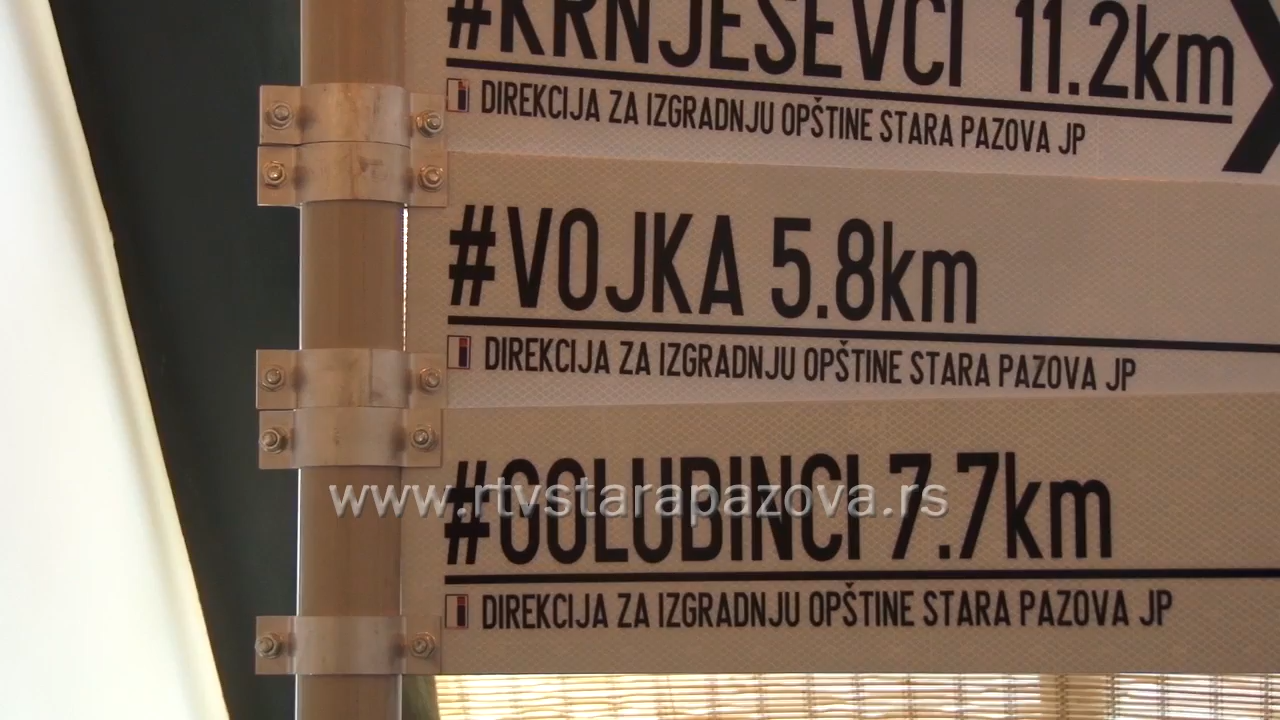 #KRNJEŠEVCI 11.2km
DIREKCIJA ZA IZGRADNJU OPŠTINE STARA PAZOVA JP
#VOJKA 5.8km
DIREKCIJA ZA IZGRADNJU OPŠTINE STARA PAZOVA JP
#GOLUBINCI 7.7km
www.rtvstarapazova.rs
DIREKCIJA ZA IZGRADNJU OPŠTINE STARA PAZOVA JP